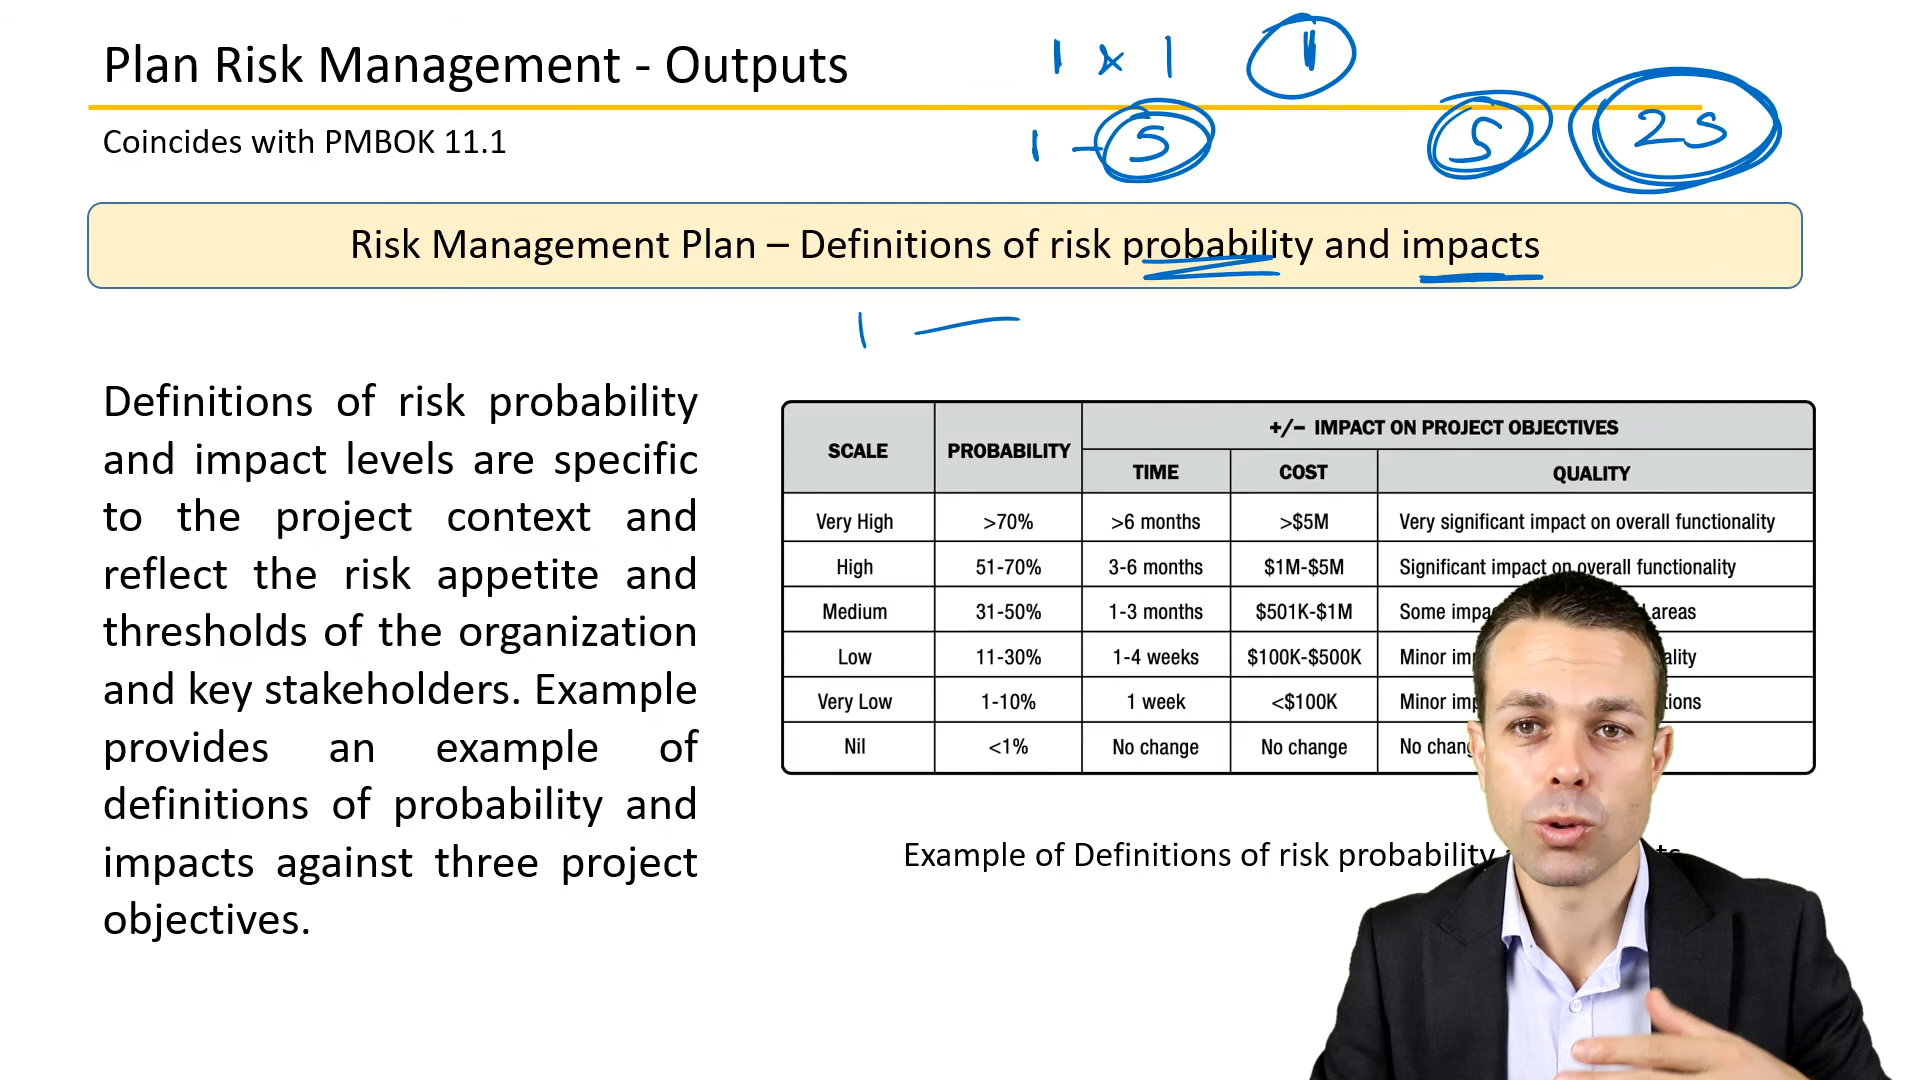 Plan Risk Management - Outputs
1 x 1 1
Coincides with PMBOK 11.1
1 - 5 5 25
Risk Management Plan – Definitions of risk probability and impacts
1 —
Definitions of risk probability
and impact levels are specific
to the project context and
reflect the risk appetite and
thresholds of the organization
and key stakeholders. Example
provides an example of
definitions of probability and
impacts against three project
objectives.
SCALE PROBABILITY +/– IMPACT ON PROJECT OBJECTIVES
TIME COST QUALITY
Very High >70% >6 months >$5M Very significant impact on overall functionality
High 51-70% 3-6 months $1M-$5M Significant impact on overall functionality
Medium 31-50% 1-3 months $501K-$1M Some areas
Low 11-30% 1-4 weeks $100K-$500K Minor
Very Low 1-10% 1 week <$100K Minor
Nil <1% No change No change No
Example of Definitions of risk probability